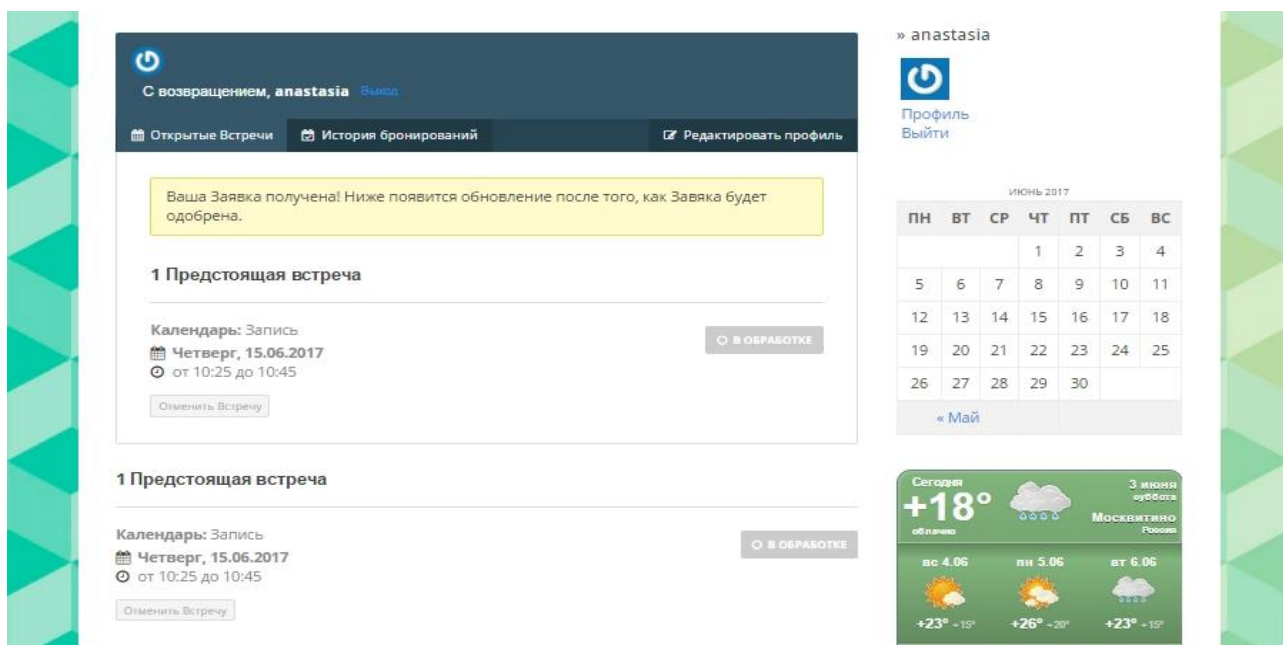 С возвращением, anastasia Выход
Открытые Встречи История бронирований Редактировать профиль
Ваша Заявка получена! Ниже появится обновление после того, как Завяка будет
одобрена.
1 Предстоящая встреча
Календарь: Запись
Четверг, 15.06.2017
от 10:25 до 10:45
В ОБРАБОТКЕ
Отменить Встречу
1 Предстоящая встреча
Календарь: Запись
Четверг, 15.06.2017
от 10:25 до 10:45
В ОБРАБОТКЕ
Отменить Встречу
» anastasia
Профиль
Выйти
ИЮНЬ 2017
ПН ВТ СР ЧТ ПТ СБ ВС
1 2 3 4
5 6 7 8 9 10 11
12 13 14 15 16 17 18
19 20 21 22 23 24 25
26 27 28 29 30
« Май
Сегодня
+18°
облачно
3 июня
суббота
Москвитино
Россия
вс 4.06 пн 5.06 вт 6.06
+23° +15° +26° +20° +23° +15°